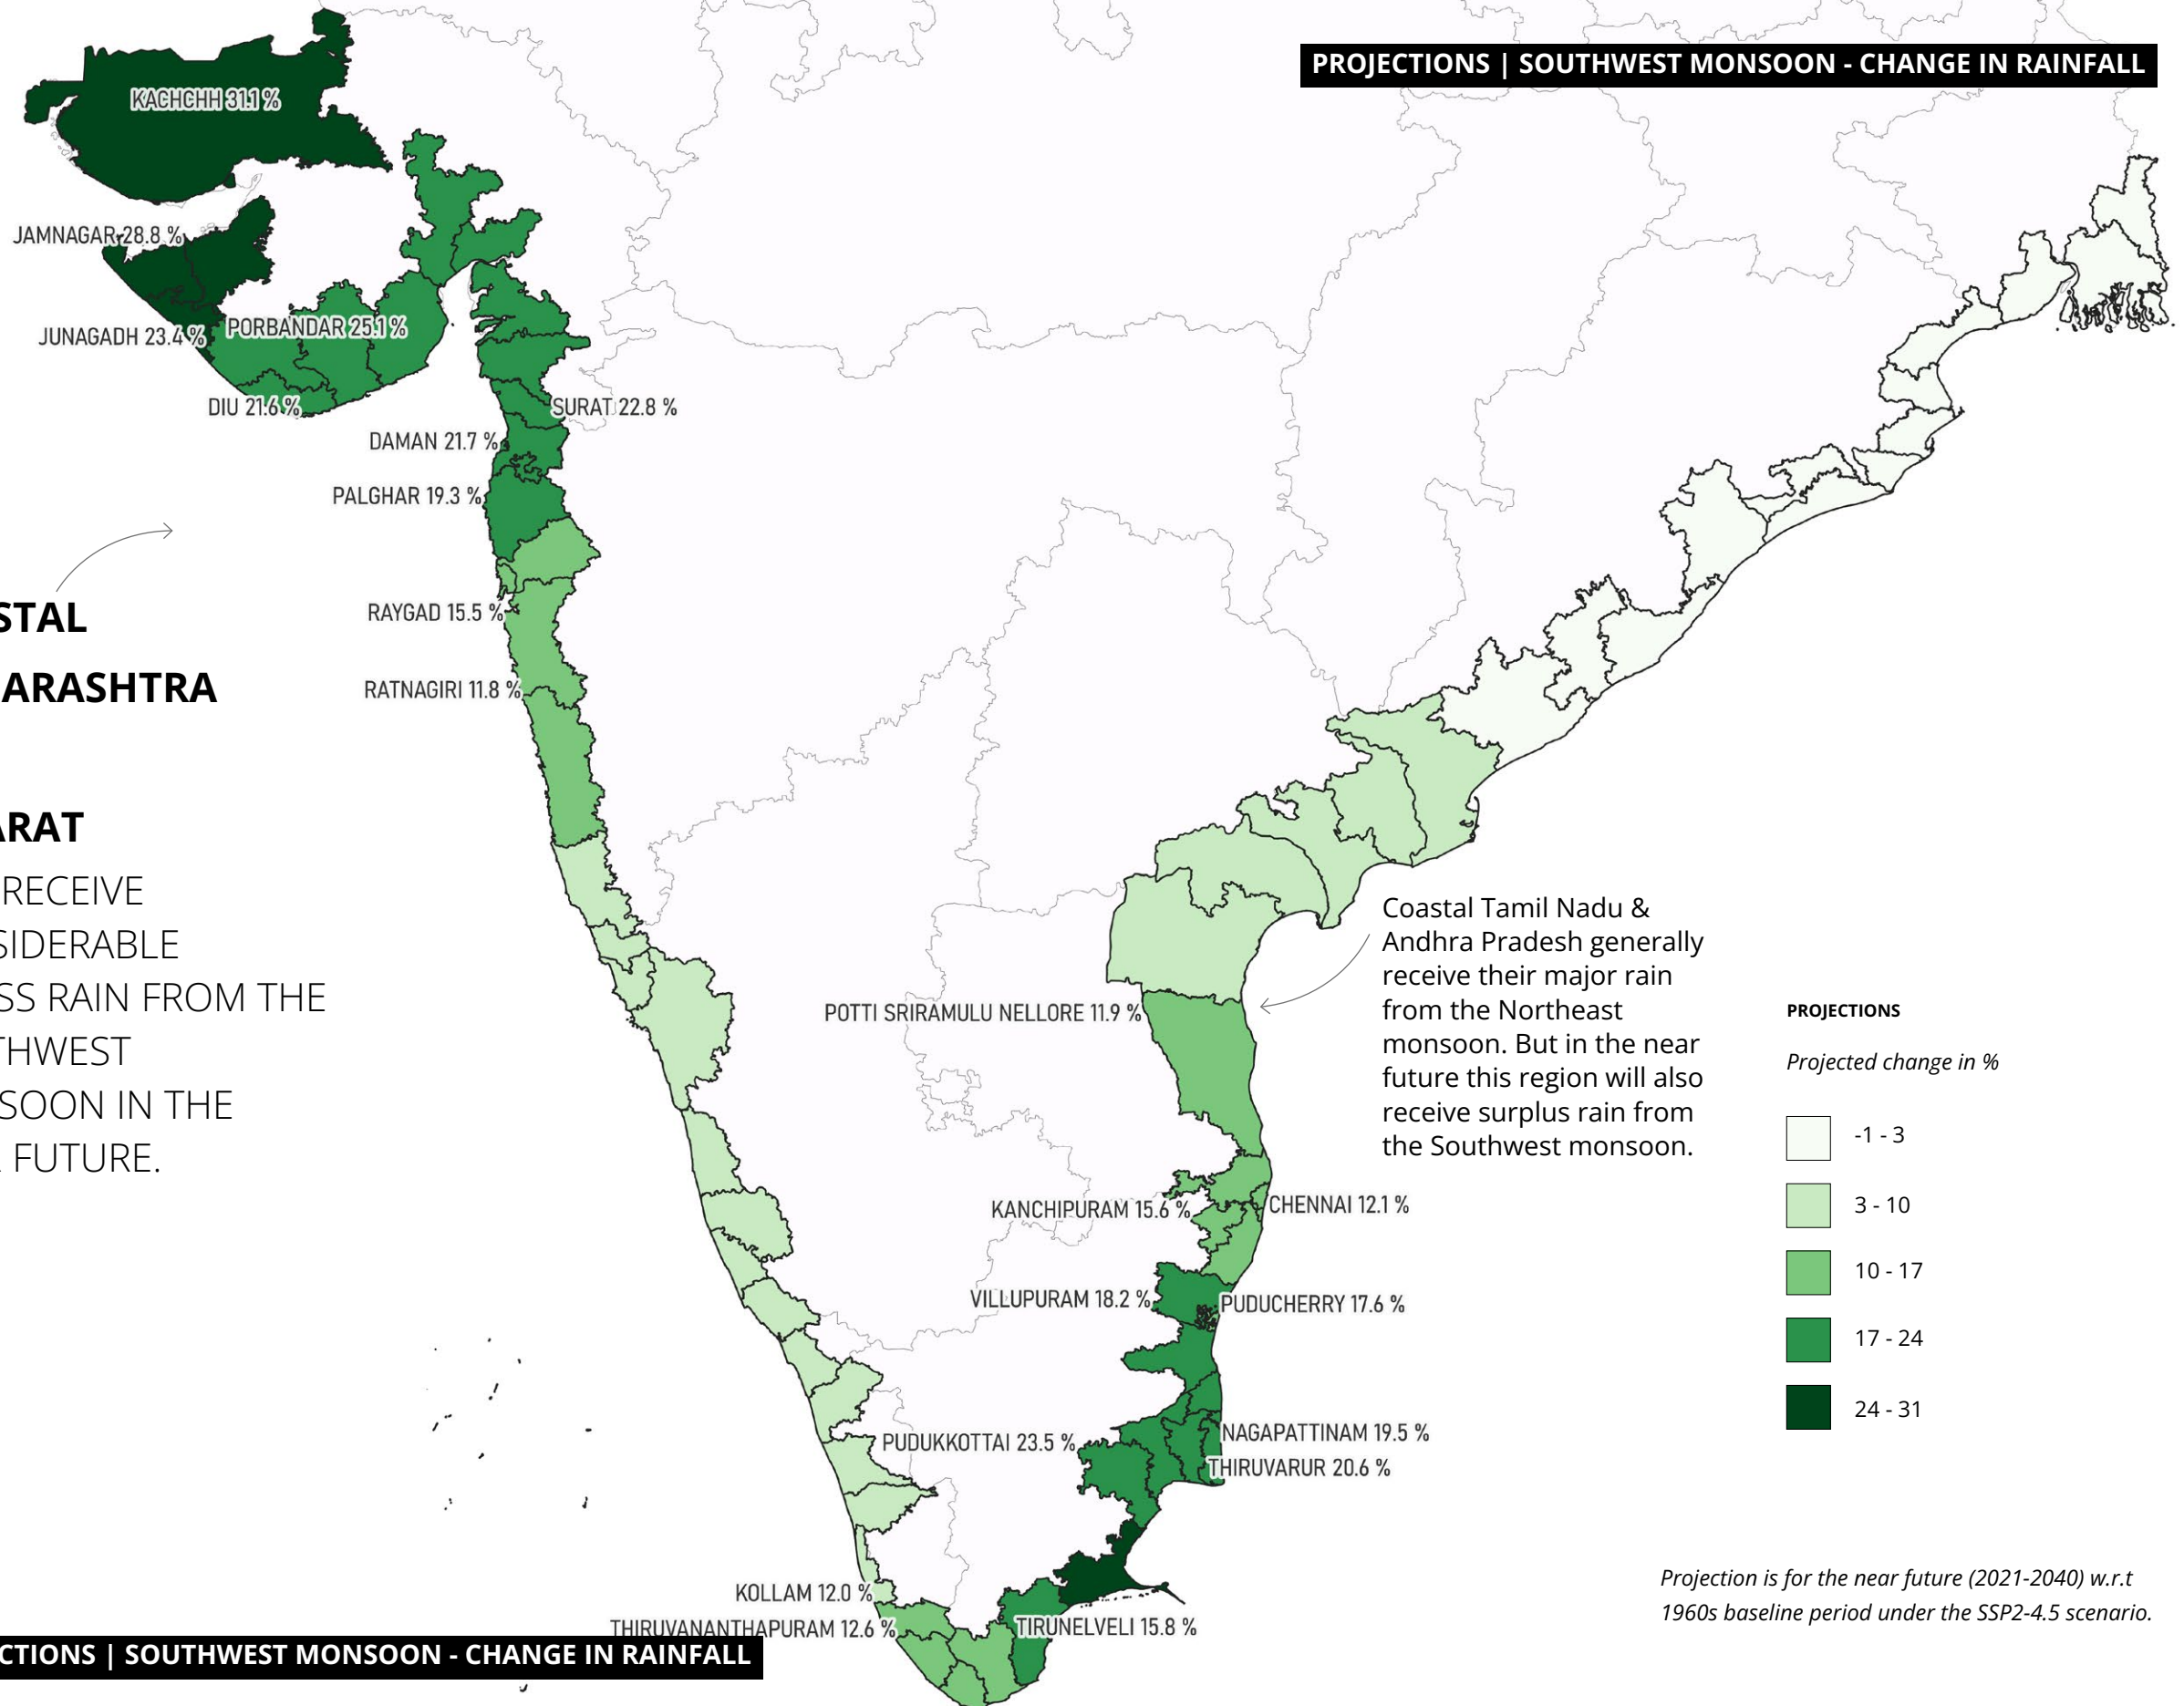 PROJECTIONS | SOUTHWEST MONSOON - CHANGE IN RAINFALL
KACHCHH 31.1 %
JAMNAGAR 28.8 %
JUNAGADH 23.4 %
PORBANDAR 25.1 %
DIU 21.6 %
SURAT 22.8 %
DAMAN 21.7 %
PALGHAR 19.3 %
RAYGAD 15.5 %
RATNAGIRI 11.8 %
STAL
ARASHTRA
ARAT
RECEIVE
SIDERABLE
SS RAIN FROM THE
THWEST
SOON IN THE
FUTURE.
Coastal Tamil Nadu &
Andhra Pradesh generally
receive their major rain
from the Northeast
monsoon. But in the near
future this region will also
receive surplus rain from
the Southwest monsoon.
POTTI SRIRAMULU NELLORE 11.9 %
KANCHIPURAM 15.6 %
CHENNAI 12.1 %
VILLUPURAM 18.2 %
PUDUCHERRY 17.6 %
PUDUKKOTTAI 23.5 %
NAGAPATTINAM 19.5 %
THIRUVARUR 20.6 %
KOLLAM 12.0 %
THIRUVANANTHAPURAM 12.6 %
TIRUNELVELI 15.8 %
PROJECTIONS
Projected change in %
-1 - 3
3 - 10
10 - 17
17 - 24
24 - 31
Projection is for the near future (2021-2040) w.r.t
1960s baseline period under the SSP2-4.5 scenario.
CTIONS | SOUTHWEST MONSOON - CHANGE IN RAINFALL